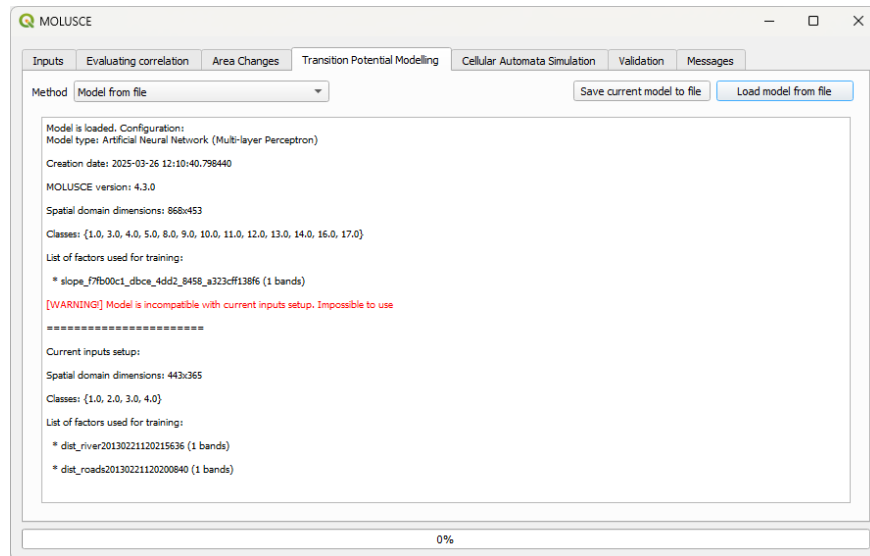 MOLUSCE
Inputs
Evaluating correlation
Area Changes
Transition Potential Modelling
Cellular Automata Simulation
Validation
Messages
Method
Model from file
Save current model to file
Load model from file
Model is loaded. Configuration:
Model type: Artificial Neural Network (Multi-layer Perceptron)
Creation date: 2025-03-26 12:10:40.798440
MOLUSCE version: 4.3.0
Spatial domain dimensions: 868x453
Classes: {1.0, 3.0, 4.0, 5.0, 8.0, 9.0, 10.0, 11.0, 12.0, 13.0, 14.0, 16.0, 17.0}
List of factors used for training:
* slope_f7fb00c1_dbce_4dd2_8458_a323cff138f6 (1 bands)
[WARNING!] Model is incompatible with current inputs setup. Impossible to use
========================
Current inputs setup:
Spatial domain dimensions: 443x365
Classes: {1.0, 2.0, 3.0, 4.0}
List of factors used for training:
* dist_river20130221120215636 (1 bands)
* dist_roads20130221120200840 (1 bands)
0%